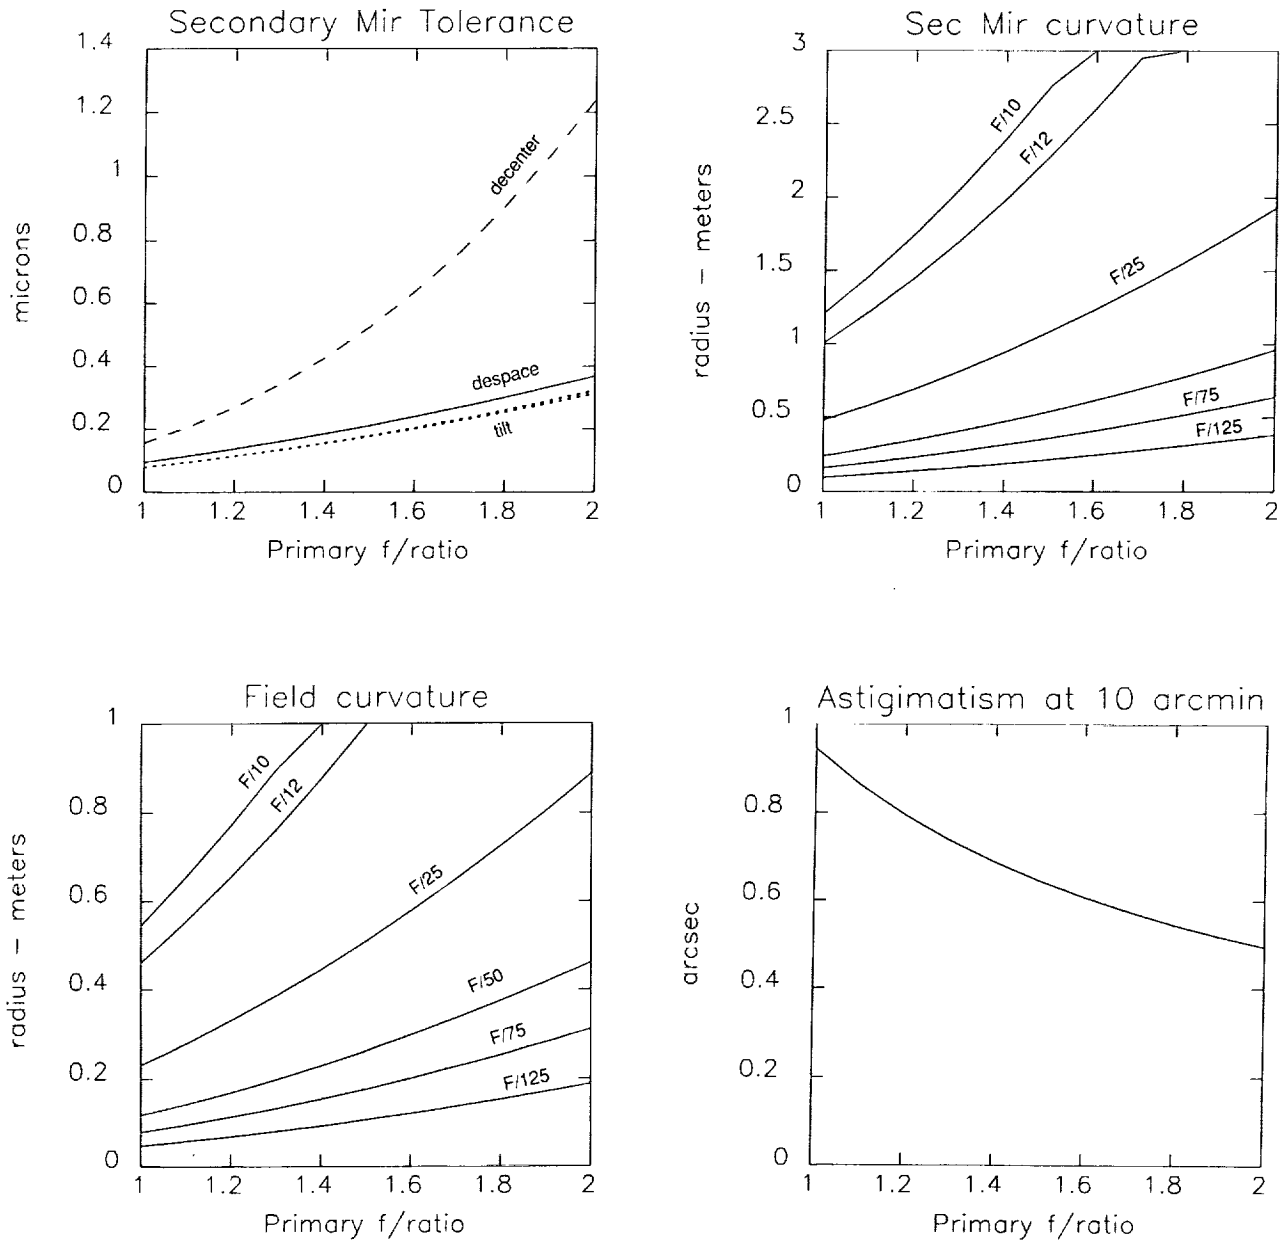 Secondary Mir Tolerance
1.4
1.2
1
0.8
0.6
0.4
0.2
0
microns
decenter
despace
tilt
1
1.2
1.4
1.6
1.8
2
Primary f/ratio
Sec Mir curvature
3
2.5
2
1.5
1
0.5
0
radius - meters
F/10
F/12
F/25
F/75
F/125
1
1.2
1.4
1.6
1.8
2
Primary f/ratio
Field curvature
1
0.8
0.6
0.4
0.2
0
radius - meters
F/10
F/12
F/25
F/50
F/75
F/125
1
1.2
1.4
1.6
1.8
2
Primary f/ratio
Astigimatism at 10 arcmin
1
0.8
0.6
0.4
0.2
0
arcsec
1
1.2
1.4
1.6
1.8
2
Primary f/ratio